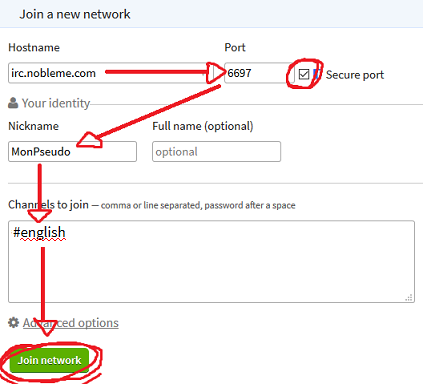 Join a new network
Hostname Port
irc.nobleme.com 6697 Secure port
Your identity
Nickname Full name (optional)
MonPseudo optional
Channels to join — comma or line separated, password after a space
#english
Advanced options
Join network